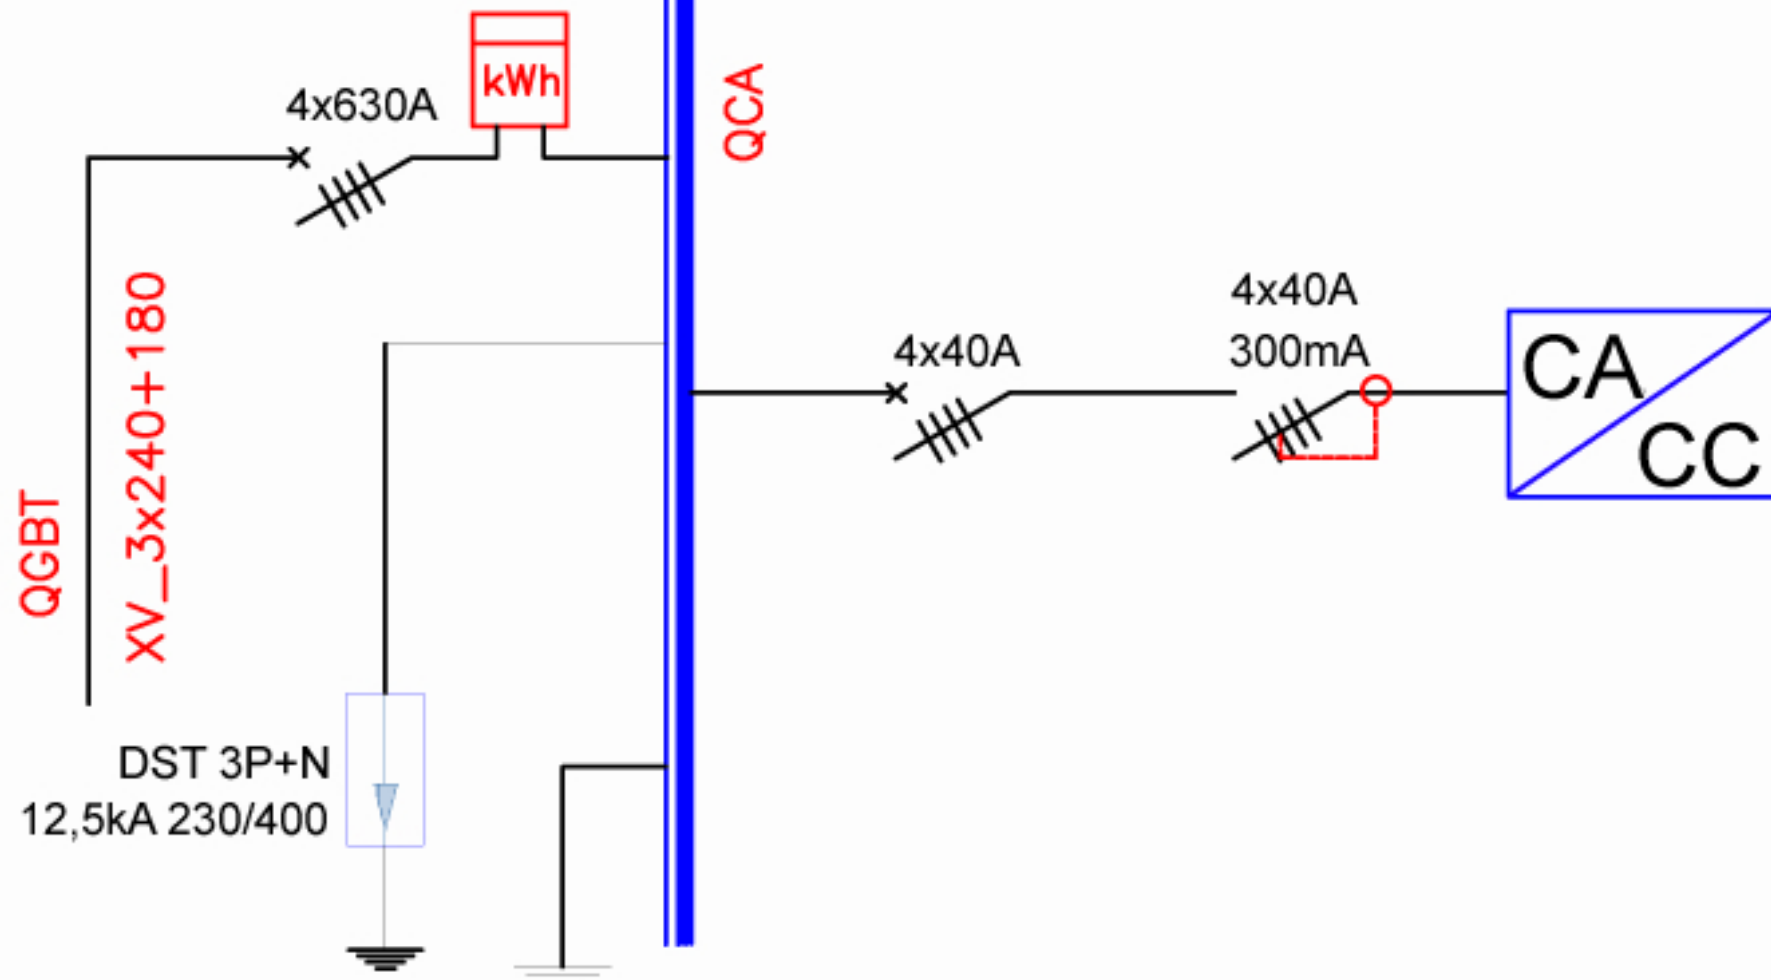 kWh
QCA
4x630A
4x40A
300mA
4x40A
CA
CC
XV_3x240+180
QGBT
DST 3P+N
12,5kA 230/400